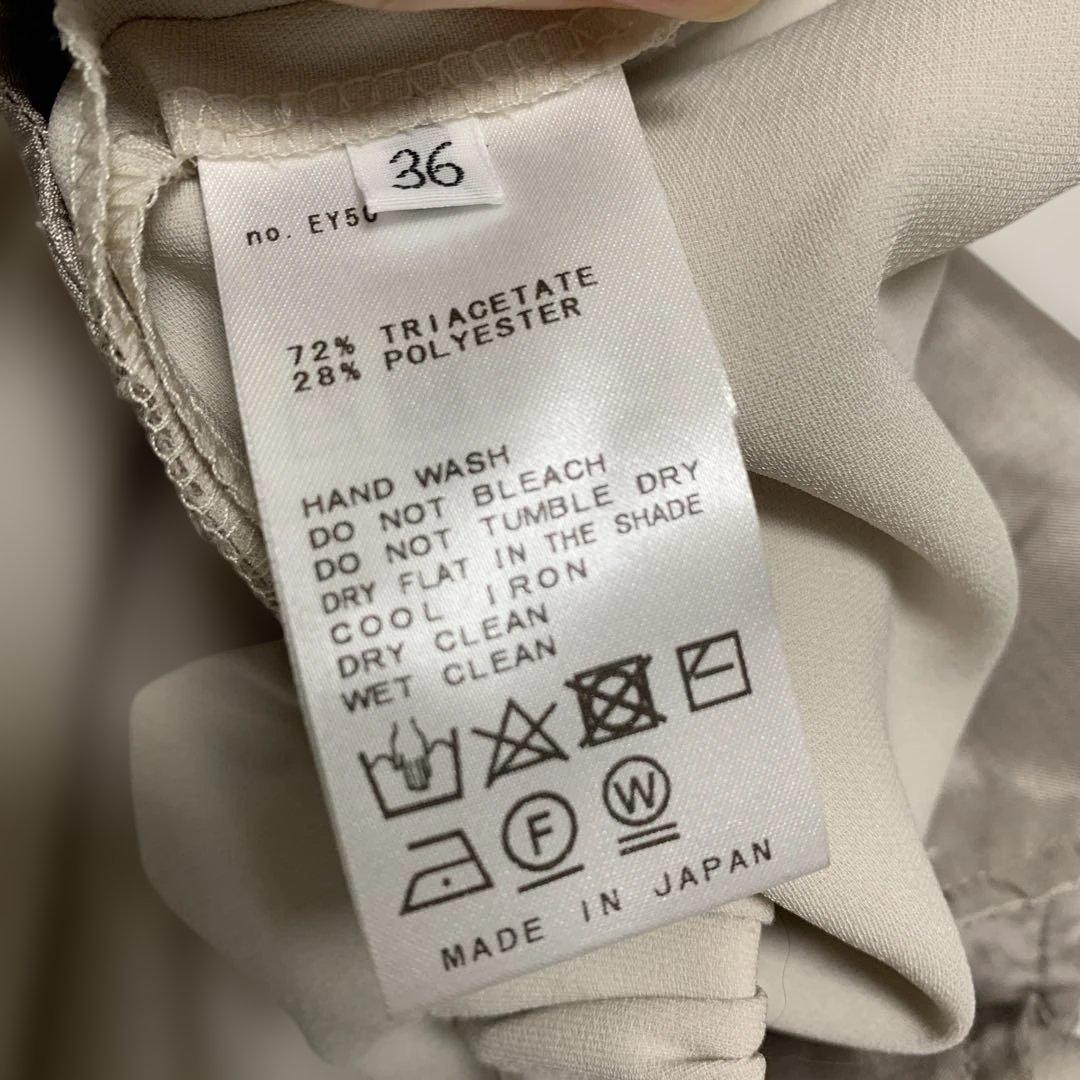 36
no. EY50
72% TRIACETATE
28% POLYESTER
HAND WASH
DO NOT BLEACH
DO NOT TUMBLE DRY
DRY FLAT IN THE SHADE
COOL IRON
DRY CLEAN
WET CLEAN
F
W
MADE IN JAPAN